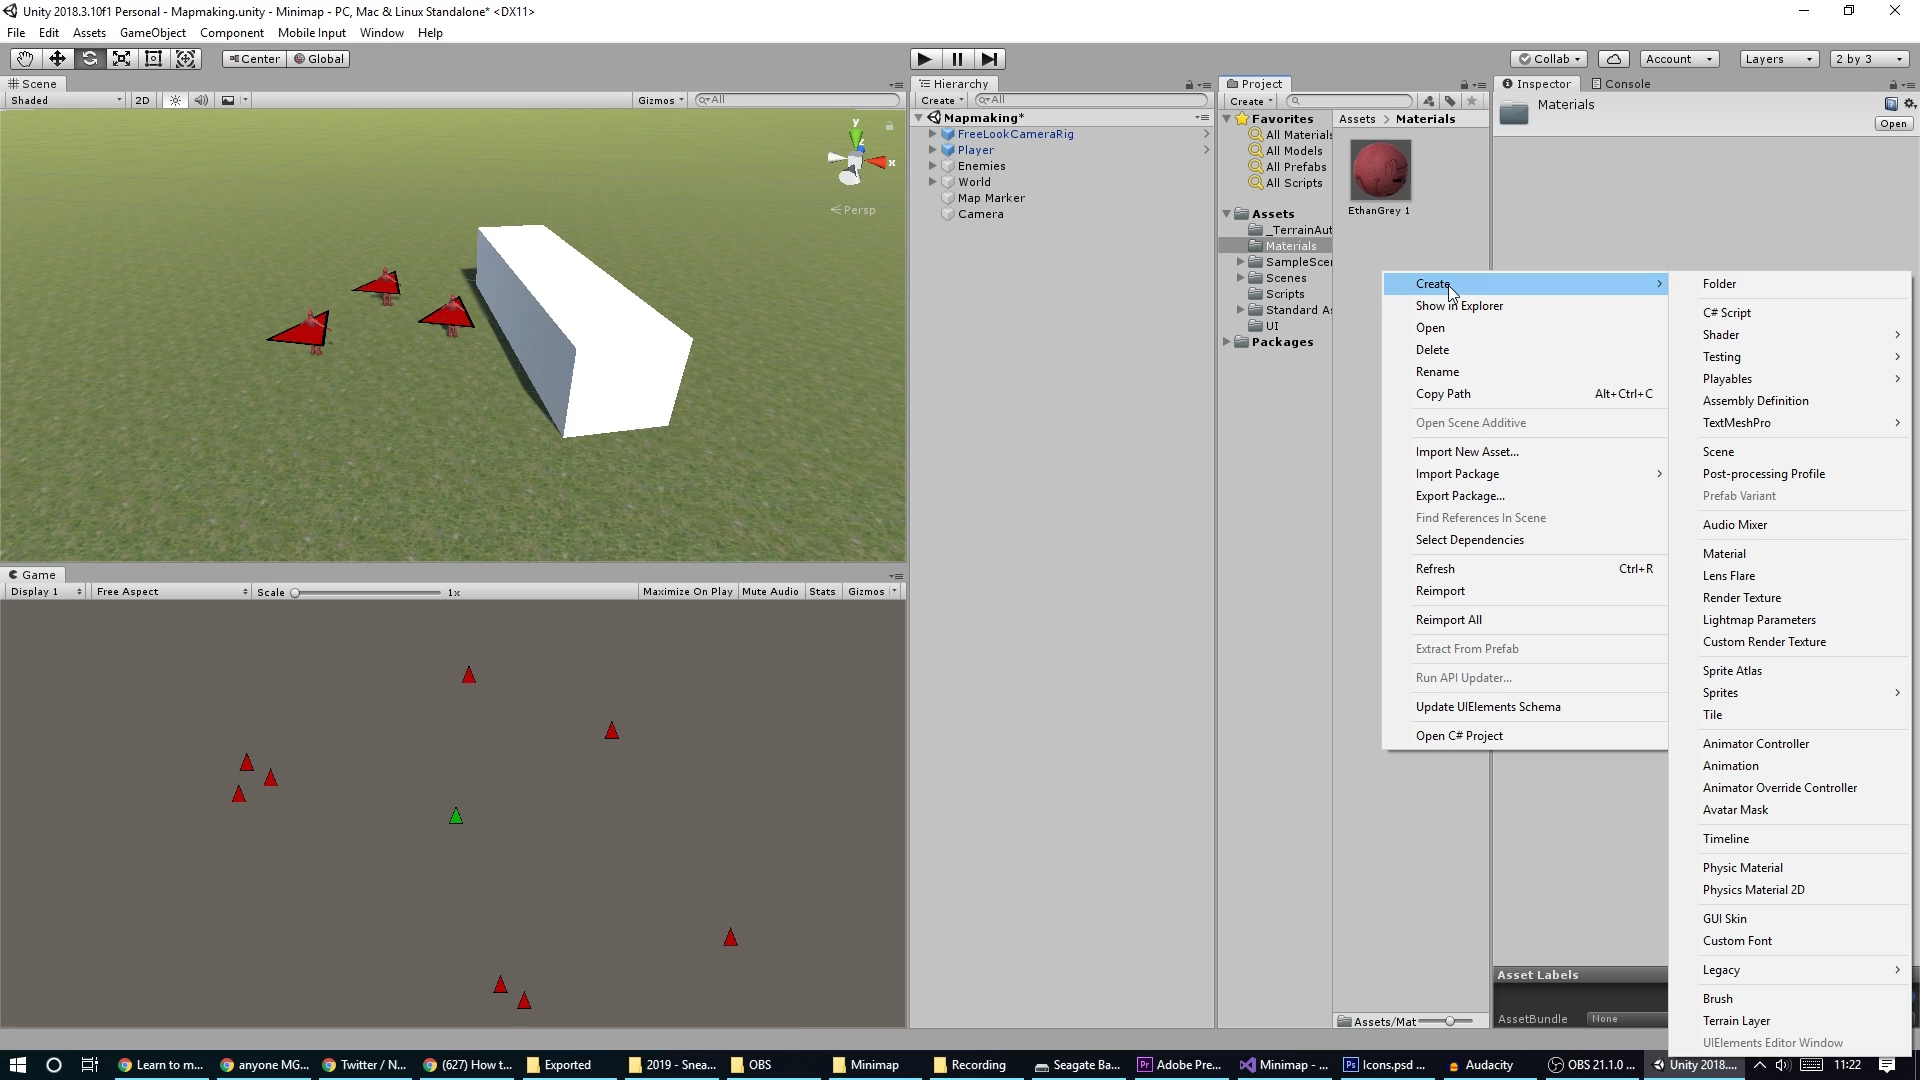 Unity 2018.3.10f1 Personal - Mapmaking.unity - Minimap - PC, Mac & Linux Standalone* <DX11>
File Edit Assets GameObject Component Mobile Input Window Help
Center Global Collab Account Layers 2 by 3
Scene
Shaded 2D Gizmos All
y
x
z
Persp
Hierarchy
Create All
Mapmaking*
FreeLookCameraRig
Player
Enemies
World
Map Marker
Camera
Project
Create
Favorites
All Materials
All Models
All Prefabs
All Scripts
Assets
_TerrainAut
Materials
SampleScen
Scenes
Scripts
Standard As
UI
Packages
Assets > Materials
EthanGrey 1
Assets/Mat
Inspector Console
Materials
Open
Create
Show in Explorer
Open
Delete
Rename
Copy Path Alt+Ctrl+C
Open Scene Additive
Import New Asset...
Import Package
Export Package...
Find References In Scene
Select Dependencies
Refresh Ctrl+R
Reimport
Reimport All
Extract From Prefab
Run API Updater...
Update UIElements Schema
Open C# Project
Folder
C# Script
Shader
Testing
Playables
Assembly Definition
TextMeshPro
Scene
Post-processing Profile
Prefab Variant
Audio Mixer
Material
Lens Flare
Render Texture
Lightmap Parameters
Custom Render Texture
Sprite Atlas
Sprites
Tile
Animator Controller
Animation
Animator Override Controller
Avatar Mask
Timeline
Physic Material
Physics Material 2D
GUI Skin
Custom Font
Legacy
Brush
Terrain Layer
UIElements Editor Window
Asset Labels
AssetBundle None
Game
Display 1 Free Aspect Scale 1x Maximize On Play Mute Audio Stats Gizmos
Learn to m... anyone MG... Twitter / N... (627) How t... Exported 2019 - Snea... OBS Minimap Recording Seagate Ba... Adobe Pre... Minimap - ... Icons.psd ... Audacity OBS 21.1.0 ... Unity 2018.... 11:22